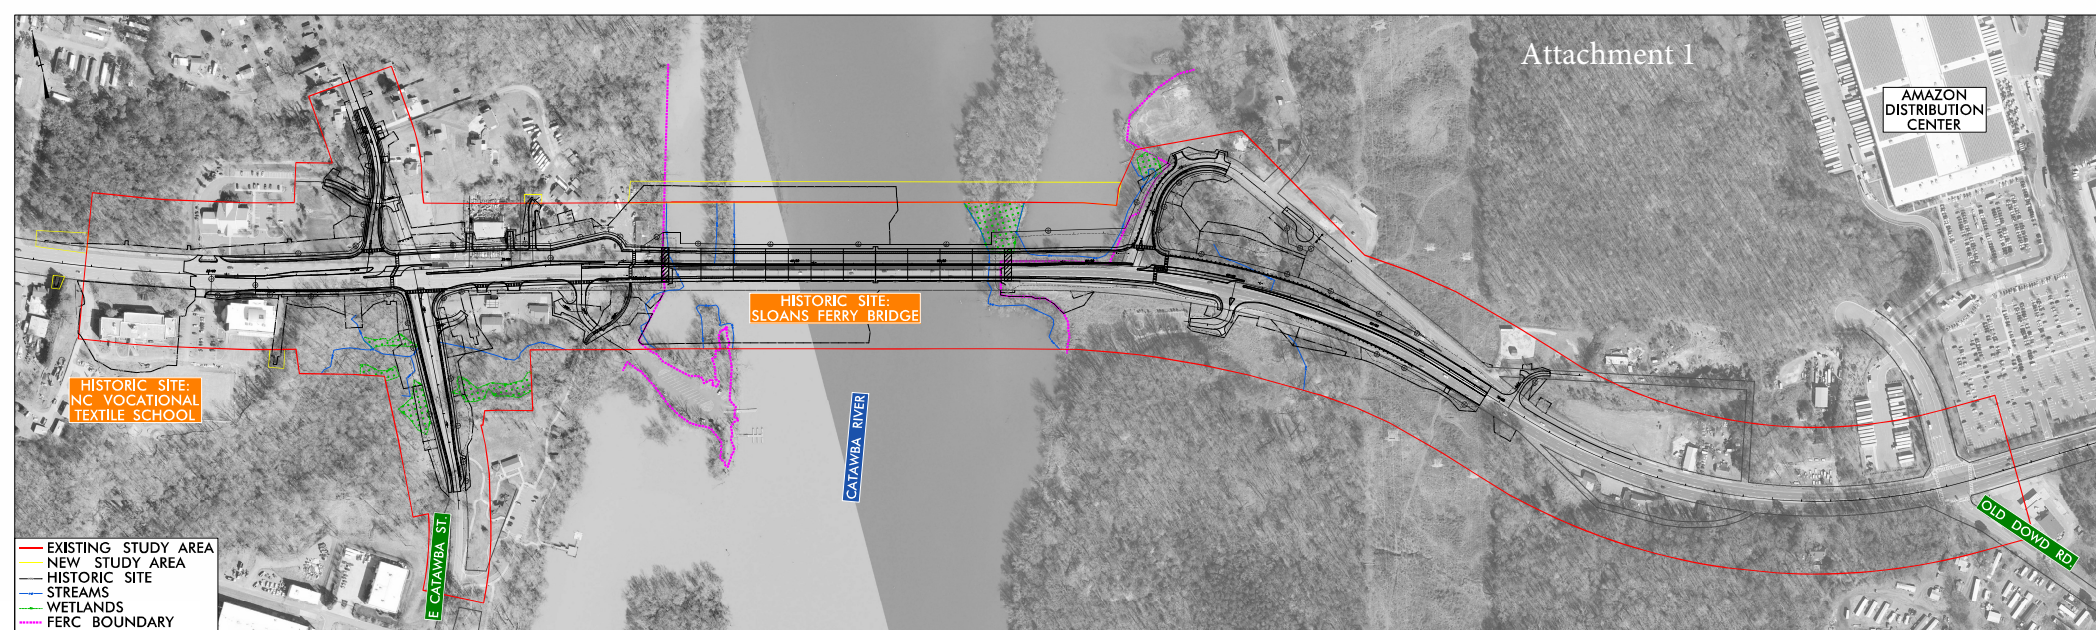 Attachment 1
AMAZON
DISTRIBUTION
CENTER
HISTORIC SITE:
SLOANS FERRY BRIDGE
HISTORIC SITE:
NC VOCATIONAL
TEXTILE SCHOOL
CATAWBA RIVER
E CATAWBA ST.
OLD DOWD RD.
EXISTING STUDY AREA
NEW STUDY AREA
HISTORIC SITE
STREAMS
WETLANDS
FERC BOUNDARY